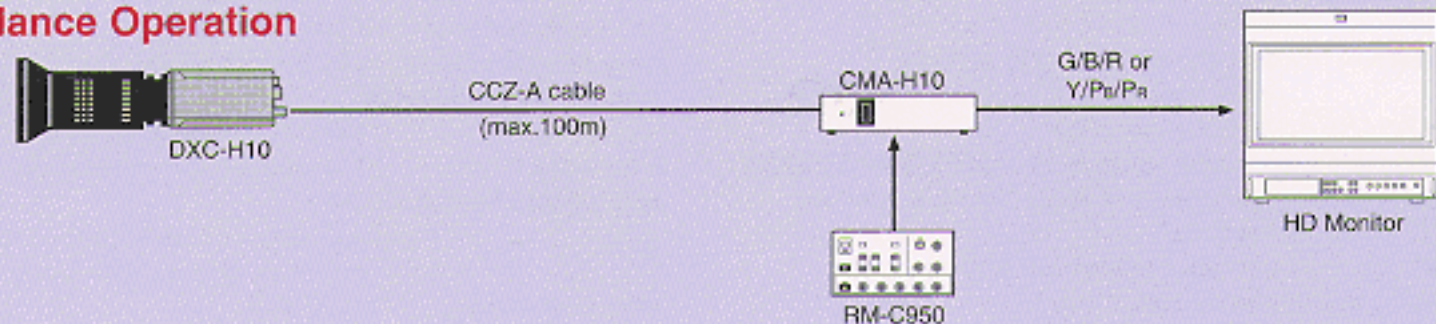 lance Operation
DXC-H10
CCZ-A cable
(max.100m)
CMA-H10
RM-C950
G/B/R or
Y/PB/PR
HD Monitor